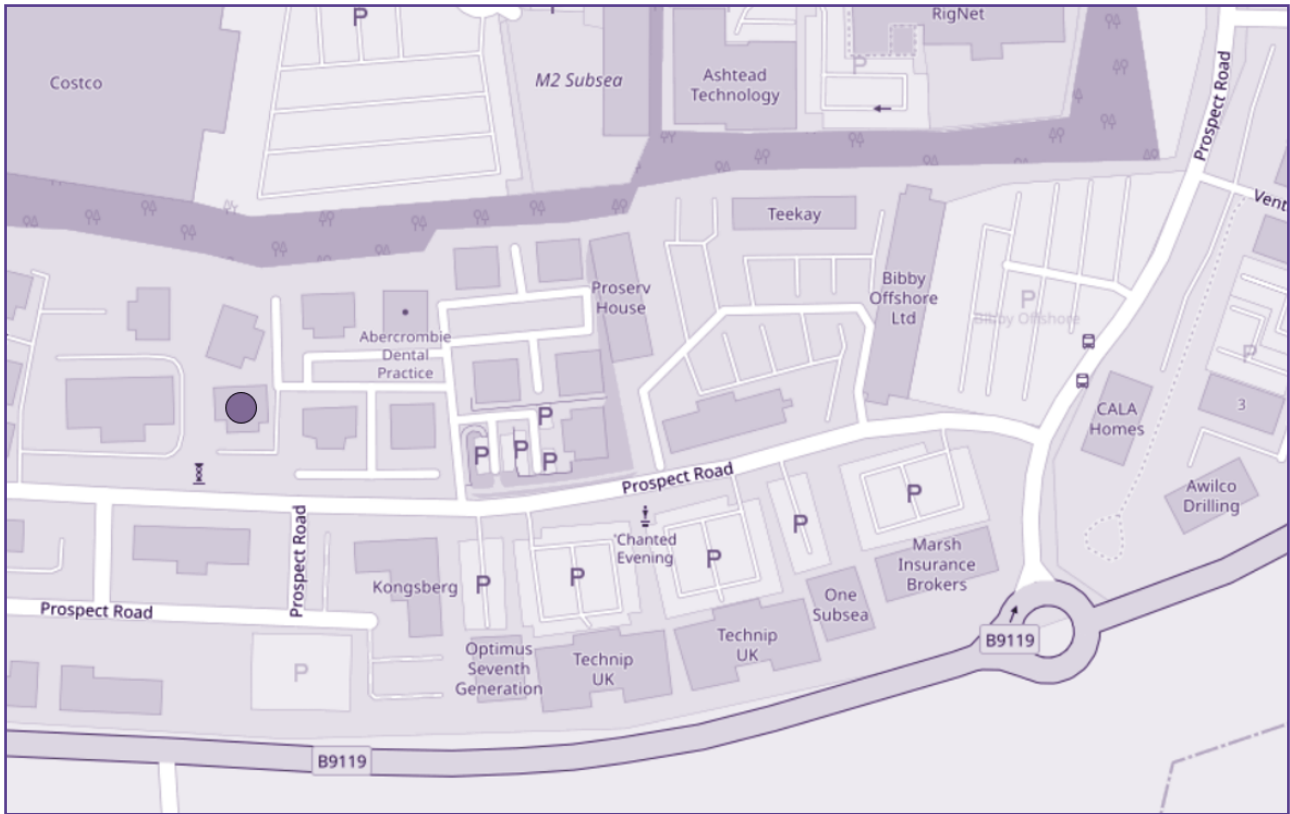 P
RigNet
Costco
M2 Subsea
Ashtead
Technology
P
Prospect Road
Teekay
Proserv
House
Bibby
Offshore
Ltd
P
Bibby Offshore
Abercrombie
Dental
Practice
P
CALA
Homes
3
P
P
P
P
Prospect Road
Awilco
Drilling
P
P
'Chanted
Evening
Prospect Road
Kongsberg
P
P
P
Marsh
Insurance
Brokers
One
Subsea
Prospect Road
Optimus
Seventh
Generation
Technip
UK
Technip
UK
B9119
P
B9119